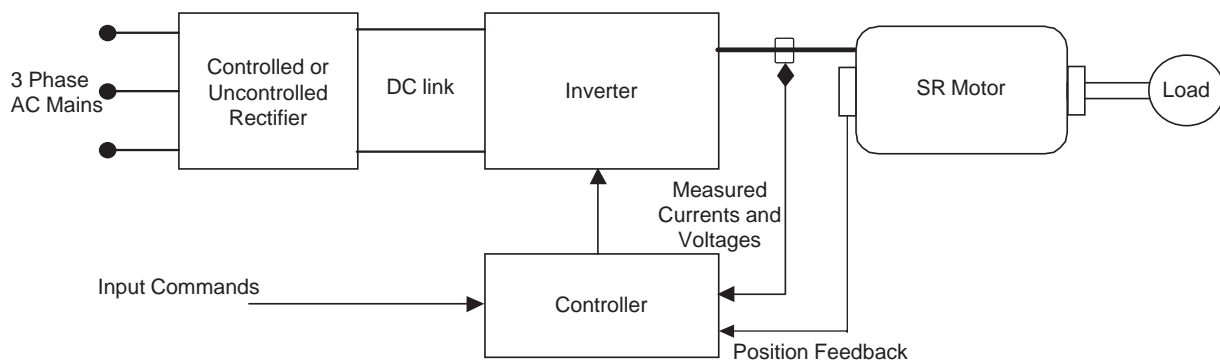 3 Phase
AC Mains
Controlled or
Uncontrolled
Rectifier
DC link
Inverter
SR Motor
Load
Measured
Currents and
Voltages
Input Commands
Controller
Position Feedback